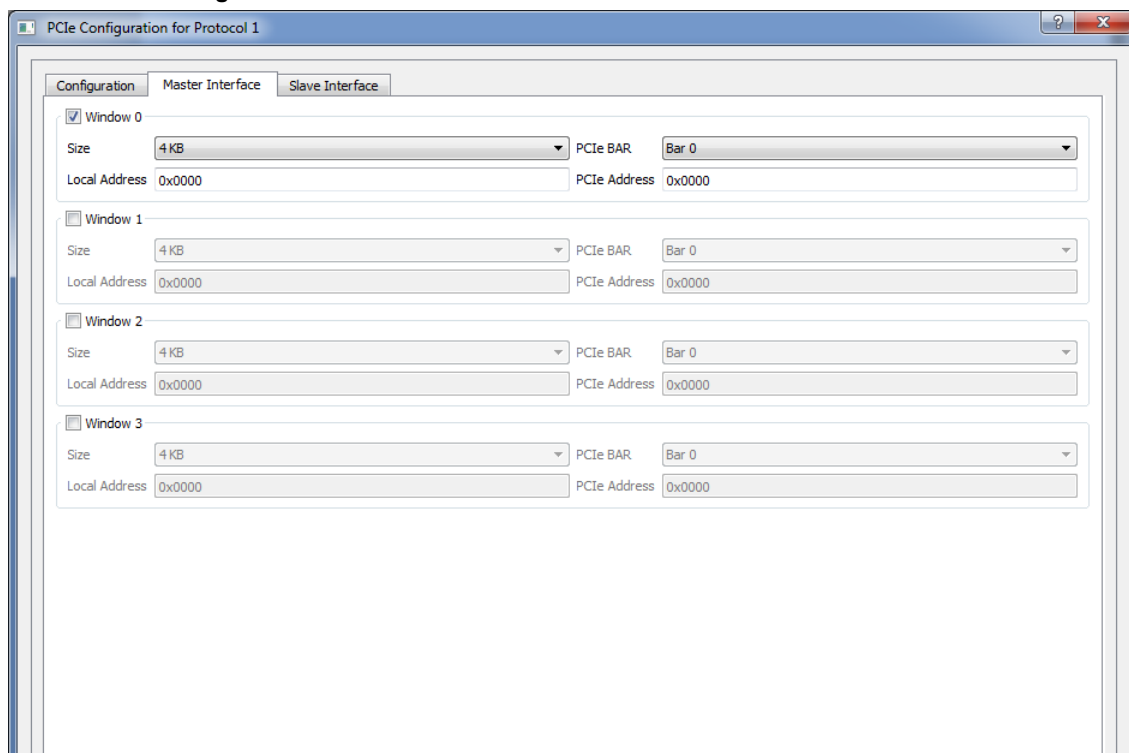 PCIe Configuration for Protocol 1
Configuration Master Interface Slave Interface
Window 0
Size 4 KB PCIe BAR Bar 0
Local Address 0x0000 PCIe Address 0x0000
Window 1
Size 4 KB PCIe BAR Bar 0
Local Address 0x0000 PCIe Address 0x0000
Window 2
Size 4 KB PCIe BAR Bar 0
Local Address 0x0000 PCIe Address 0x0000
Window 3
Size 4 KB PCIe BAR Bar 0
Local Address 0x0000 PCIe Address 0x0000